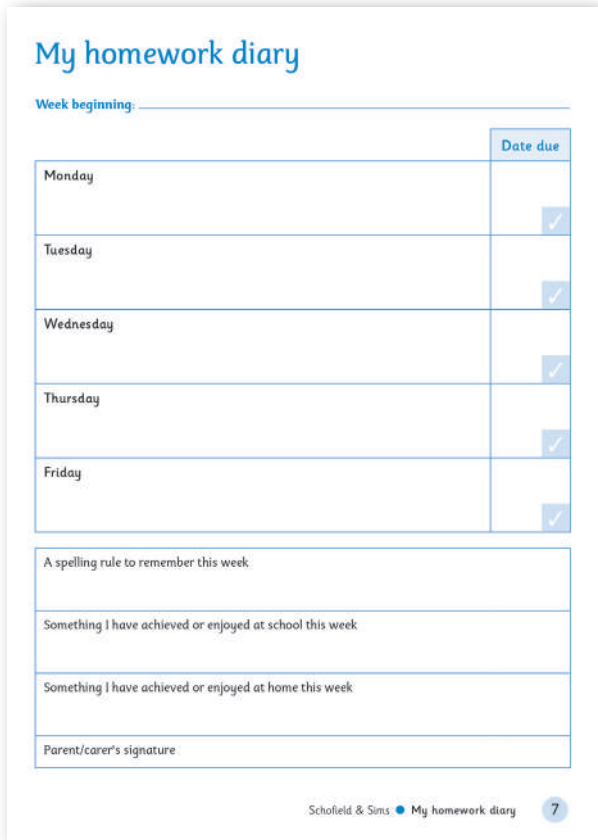 My homework diary
Week beginning:
Date due
Monday
Tuesday
Wednesday
Thursday
Friday
A spelling rule to remember this week
Something I have achieved or enjoyed at school this week
Something I have achieved or enjoyed at home this week
Parent/carer's signature
Schofield & Sims ● My homework diary 7